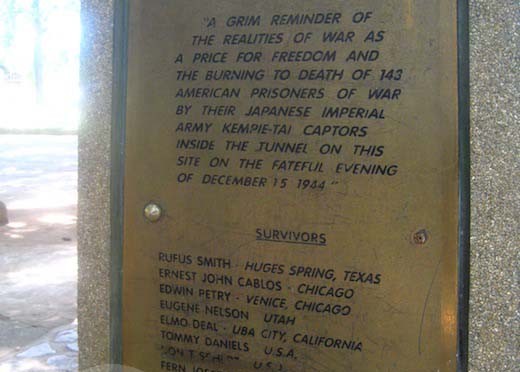 "A GRIM REMINDER OF
THE REALITIES OF WAR AS
A PRICE FOR FREEDOM AND
THE BURNING TO DEATH OF 143
AMERICAN PRISONERS OF WAR
BY THEIR JAPANESE IMPERIAL
ARMY KEMPIE-TAI CAPTORS
INSIDE THE TUNNEL ON THIS
SITE ON THE FATEFUL EVENING
OF DECEMBER 15 1944"
SURVIVORS
RUFUS SMITH - HUGES SPRING, TEXAS
ERNEST JOHN CABLOS - CHICAGO
EDWIN PETRY - VENICE, CHICAGO
EUGENE NELSON UTAH
ELMO DEAL - UBA CITY, CALIFORNIA
TOMMY DANIELS U.S.A.
FERN